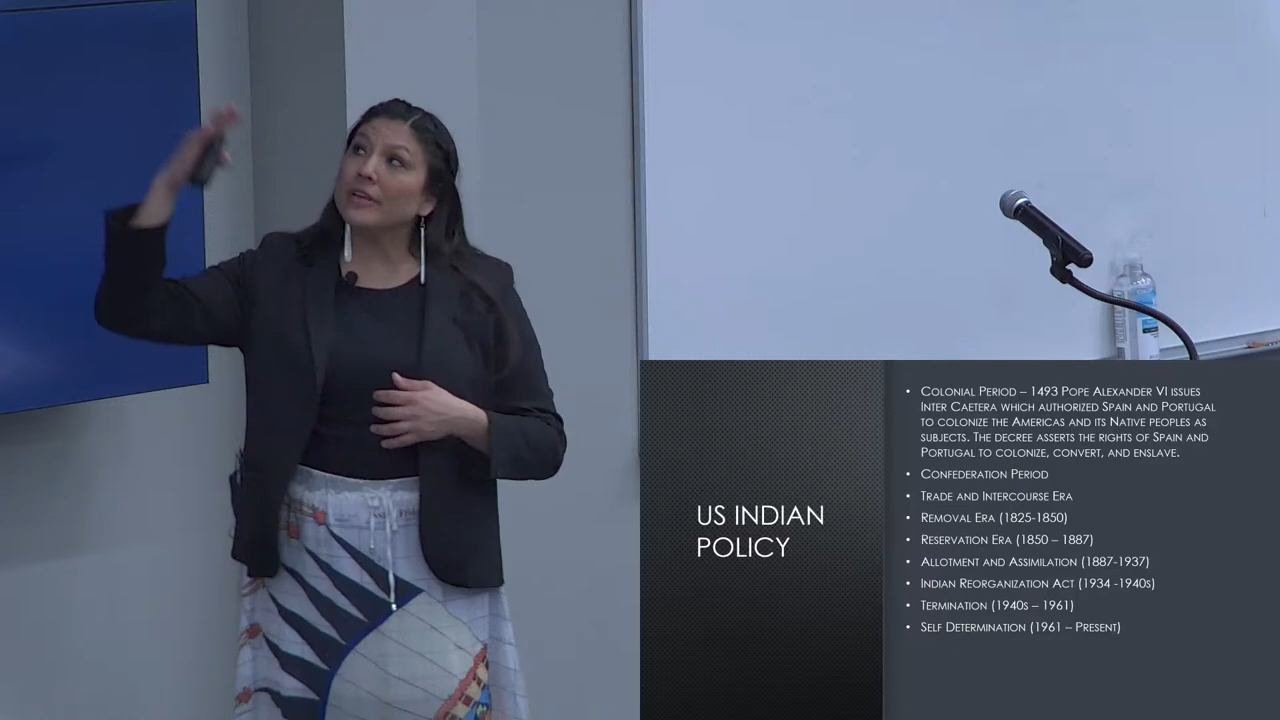 US INDIAN
POLICY
• COLONIAL PERIOD – 1493 POPE ALEXANDER VI ISSUES
INTER CAETERA WHICH AUTHORIZED SPAIN AND PORTUGAL
TO COLONIZE THE AMERICAS AND ITS NATIVE PEOPLES AS
SUBJECTS. THE DECREE ASSERTS THE RIGHTS OF SPAIN AND
PORTUGAL TO COLONIZE, CONVERT, AND ENSLAVE.
• CONFEDERATION PERIOD
• TRADE AND INTERCOURSE ERA
• REMOVAL ERA (1825-1850)
• RESERVATION ERA (1850 – 1887)
• ALLOTMENT AND ASSIMILATION (1887-1937)
• INDIAN REORGANIZATION ACT (1934 -1940S)
• TERMINATION (1940S – 1961)
• SELF DETERMINATION (1961 – PRESENT)